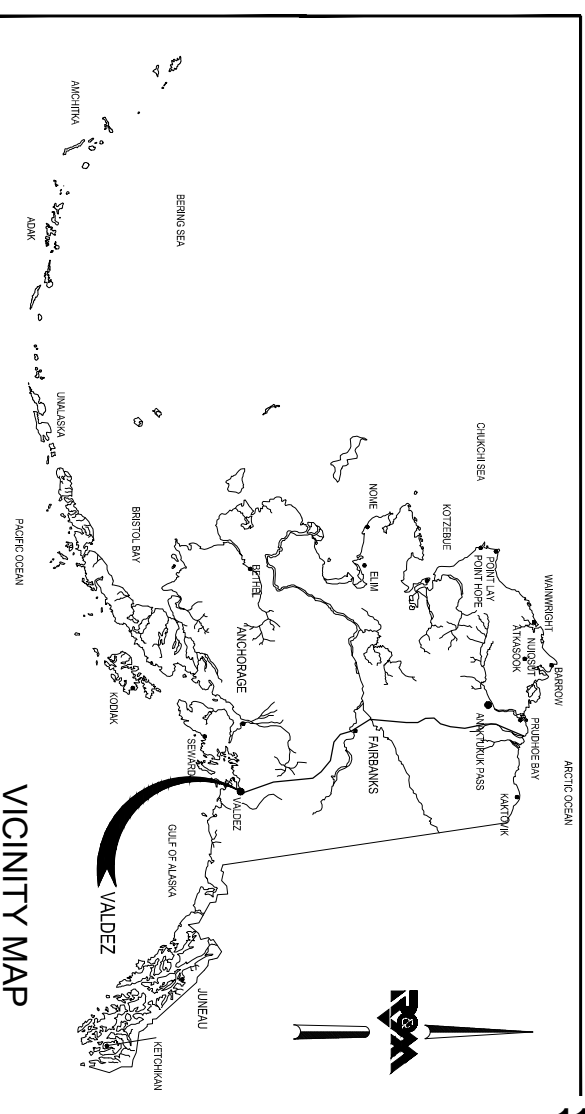 ARCTIC OCEAN
BARROW
WAINWRIGHT
NUIQSUT
ATKASOOK
PRUDHOE BAY
KAKTOVIK
POINT LAY
POINT HOPE
ANAKTUKUK PASS
CHUKCHI SEA
KOTZEBUE
NOME
ELIM
FAIRBANKS
R&M
BERING SEA
BETHEL
ANCHORAGE
VALDEZ
SEWARD
JUNEAU
GULF OF ALASKA
BRISTOL BAY
KETCHIKAN
KODIAK
VALDEZ
AMCHITKA
ADAK
UNALASKA
PACIFIC OCEAN
VICINITY MAP